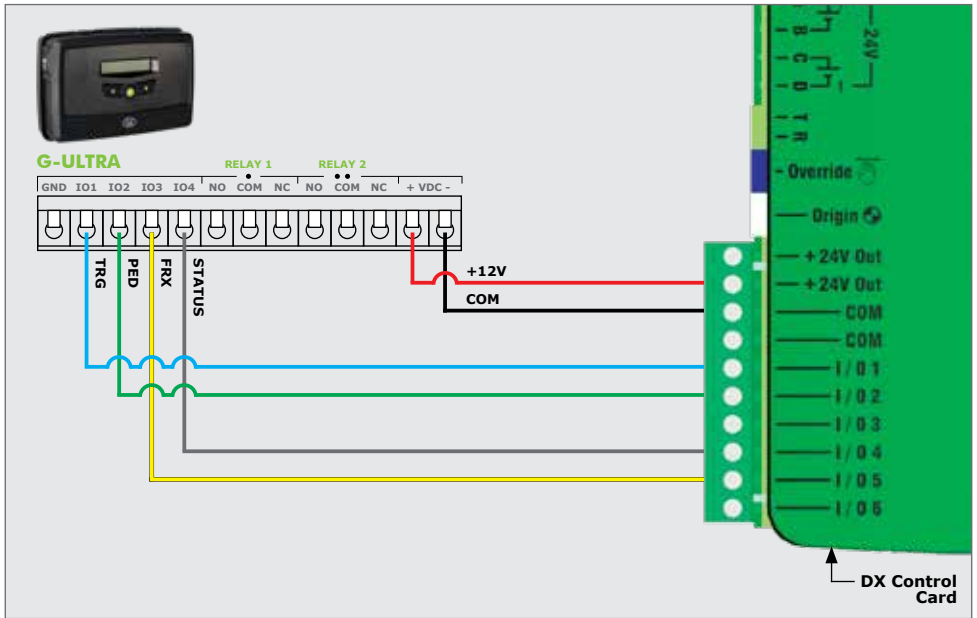 G-ULTRA
RELAY 1
RELAY 2
GND IO1 IO2 IO3 IO4 NO COM NC NO COM NC + VDC -
TRG
PED
FRX
STATUS
+12V
COM
B
C
D
24V
T
R
Override
Origin
+24V Out
+24V Out
COM
COM
I/O 1
I/O 2
I/O 3
I/O 4
I/O 5
I/O 6
DX Control
Card